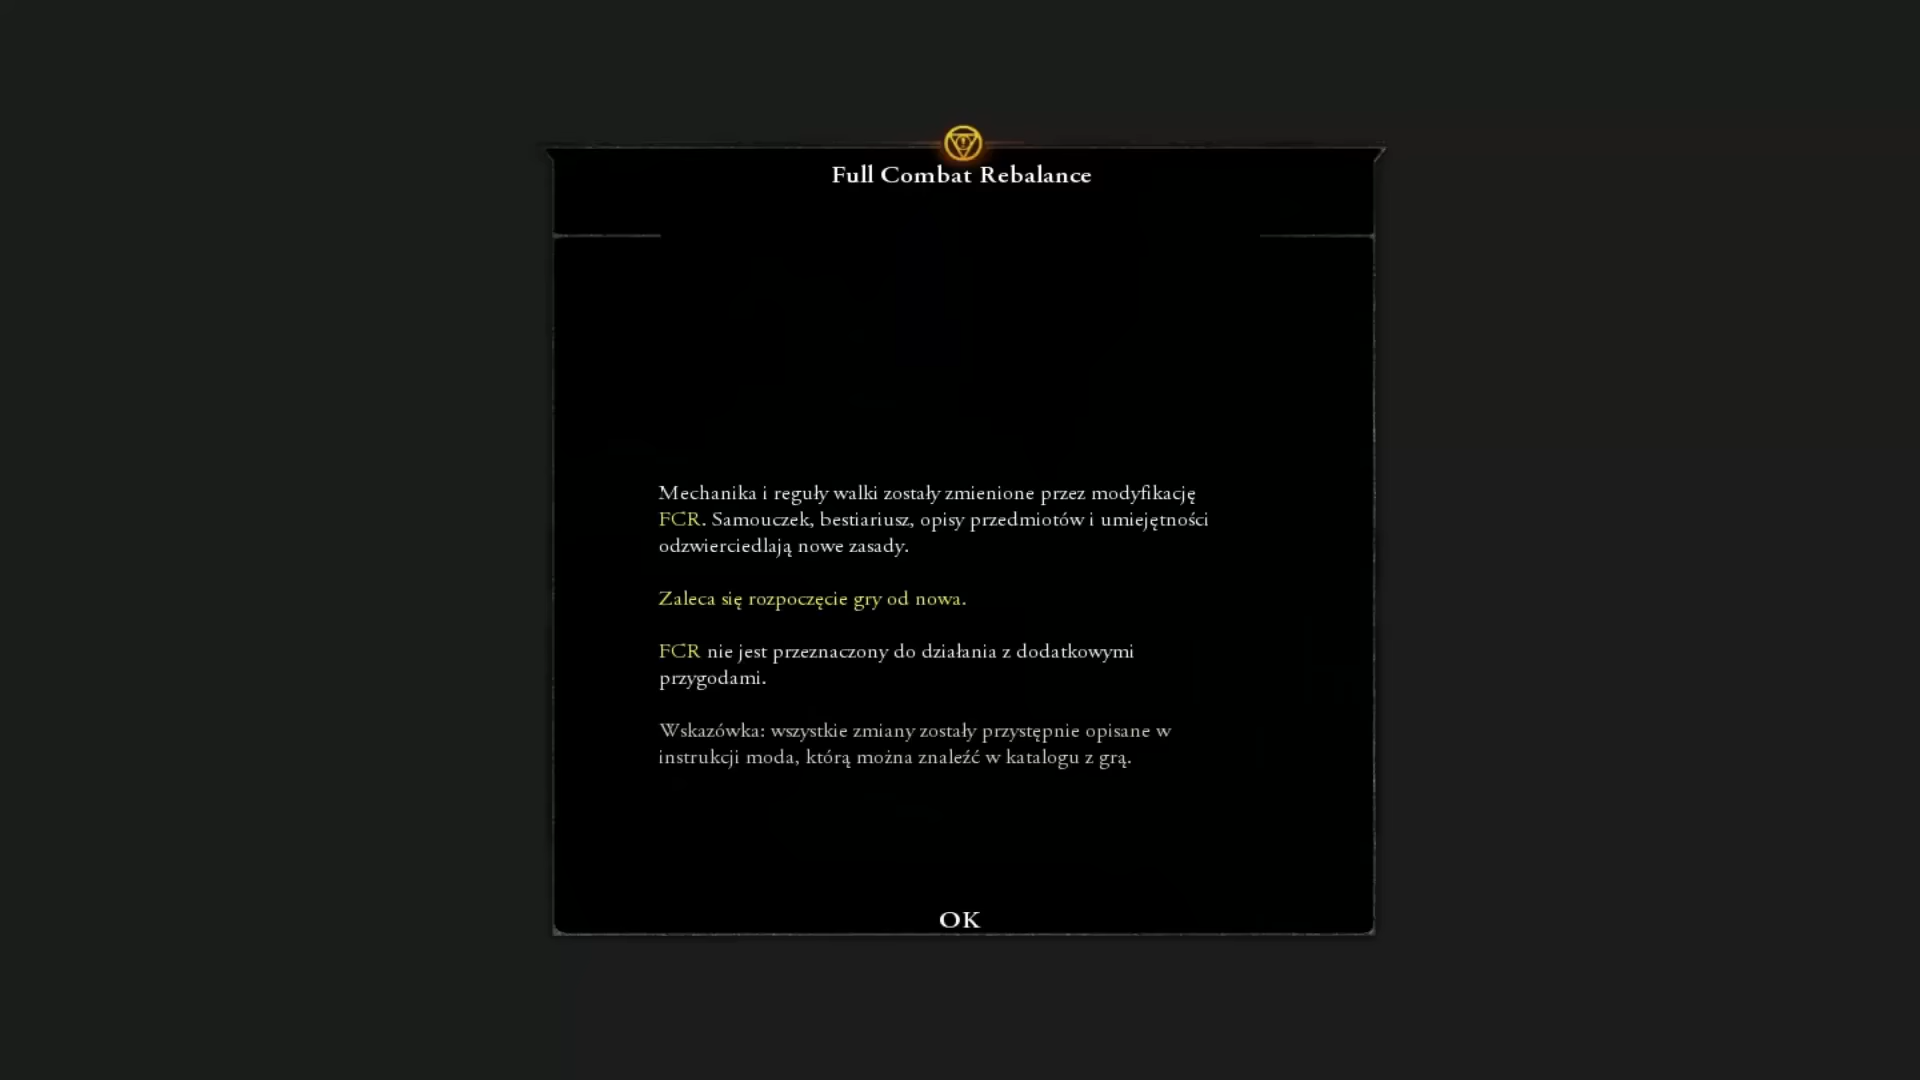 Full Combat Rebalance
Mechanika i reguły walki zostały zmienione przez modyfikację
FCR. Samouczek, bestiariusz, opisy przedmiotów i umiejętności
odzwierciedlają nowe zasady.
Zaleca się rozpoczęcie gry od nowa.
FCR nie jest przeznaczony do działania z dodatkowymi
przygodami.
Wskazówka: wszystkie zmiany zostały przystępnie opisane w
instrukcji moda, którą można znaleźć w katalogu z grą.
OK